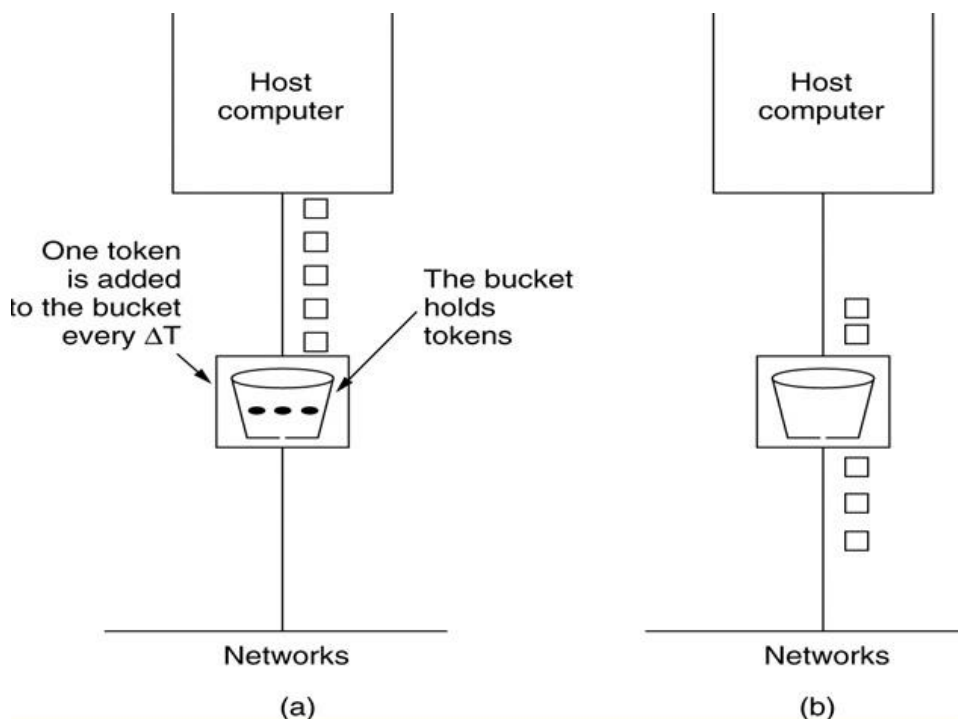 Host
computer
Host
computer
One token
is added
to the bucket
every ΔT
The bucket
holds
tokens
Networks
Networks
(a)
(b)